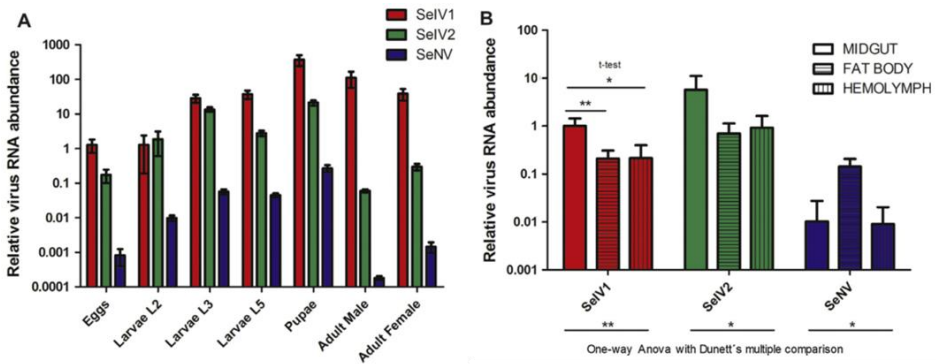 A
SeIV1
SeIV2
SeNV
Relative virus RNA abundance
1000
100
10
1
0.1
0.01
0.001
0.0001
Eggs
Larvae L2
Larvae L3
Larvae L5
Pupae
Adult Male
Adult Female
B
MIDGUT
FAT BODY
HEMOLYMPH
t-test
*
**
Relative virus RNA abundance
100
10
1
0.1
0.01
0.001
SeIV1
SeIV2
SeNV
** * *
One-way Anova with Dunett´s multiple comparison